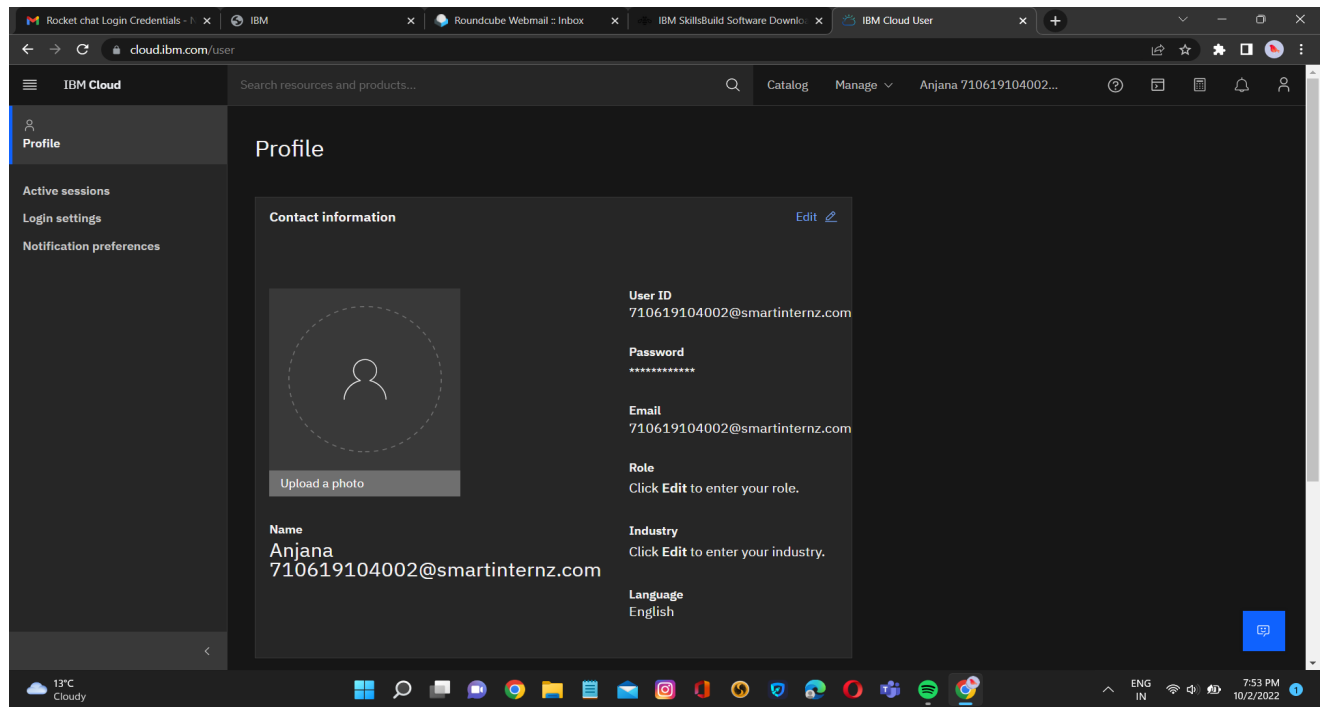 Rocket chat Login Credentials -
IBM
Roundcube Webmail :: Inbox
IBM SkillsBuild Software Downlo
IBM Cloud User
cloud.ibm.com/user
IBM Cloud
Search resources and products...
Catalog
Manage
Anjana 710619104002...
Profile
Active sessions
Login settings
Notification preferences
Profile
Contact information
Edit
Upload a photo
Name
Anjana
710619104002@smartinternz.com
User ID
710619104002@smartinternz.com
Password
************
Email
710619104002@smartinternz.com
Role
Click Edit to enter your role.
Industry
Click Edit to enter your industry.
Language
English
13°C
Cloudy
ENG
IN
7:53 PM
10/2/2022
1